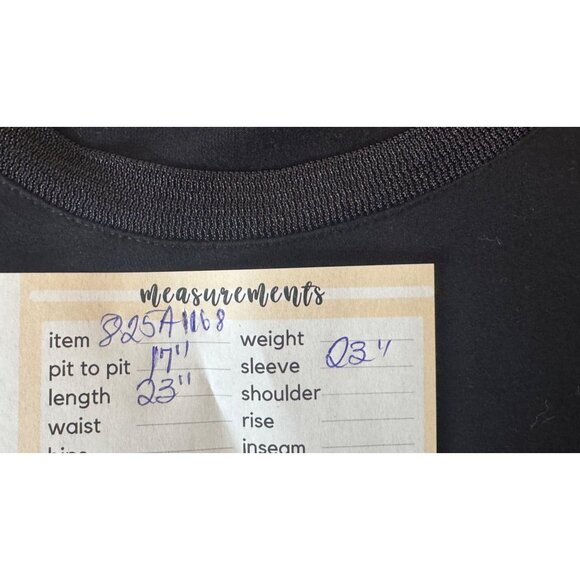 measurements
item 825A1168 weight
pit to pit 17" sleeve 23"
length 23" shoulder
waist rise
inseam